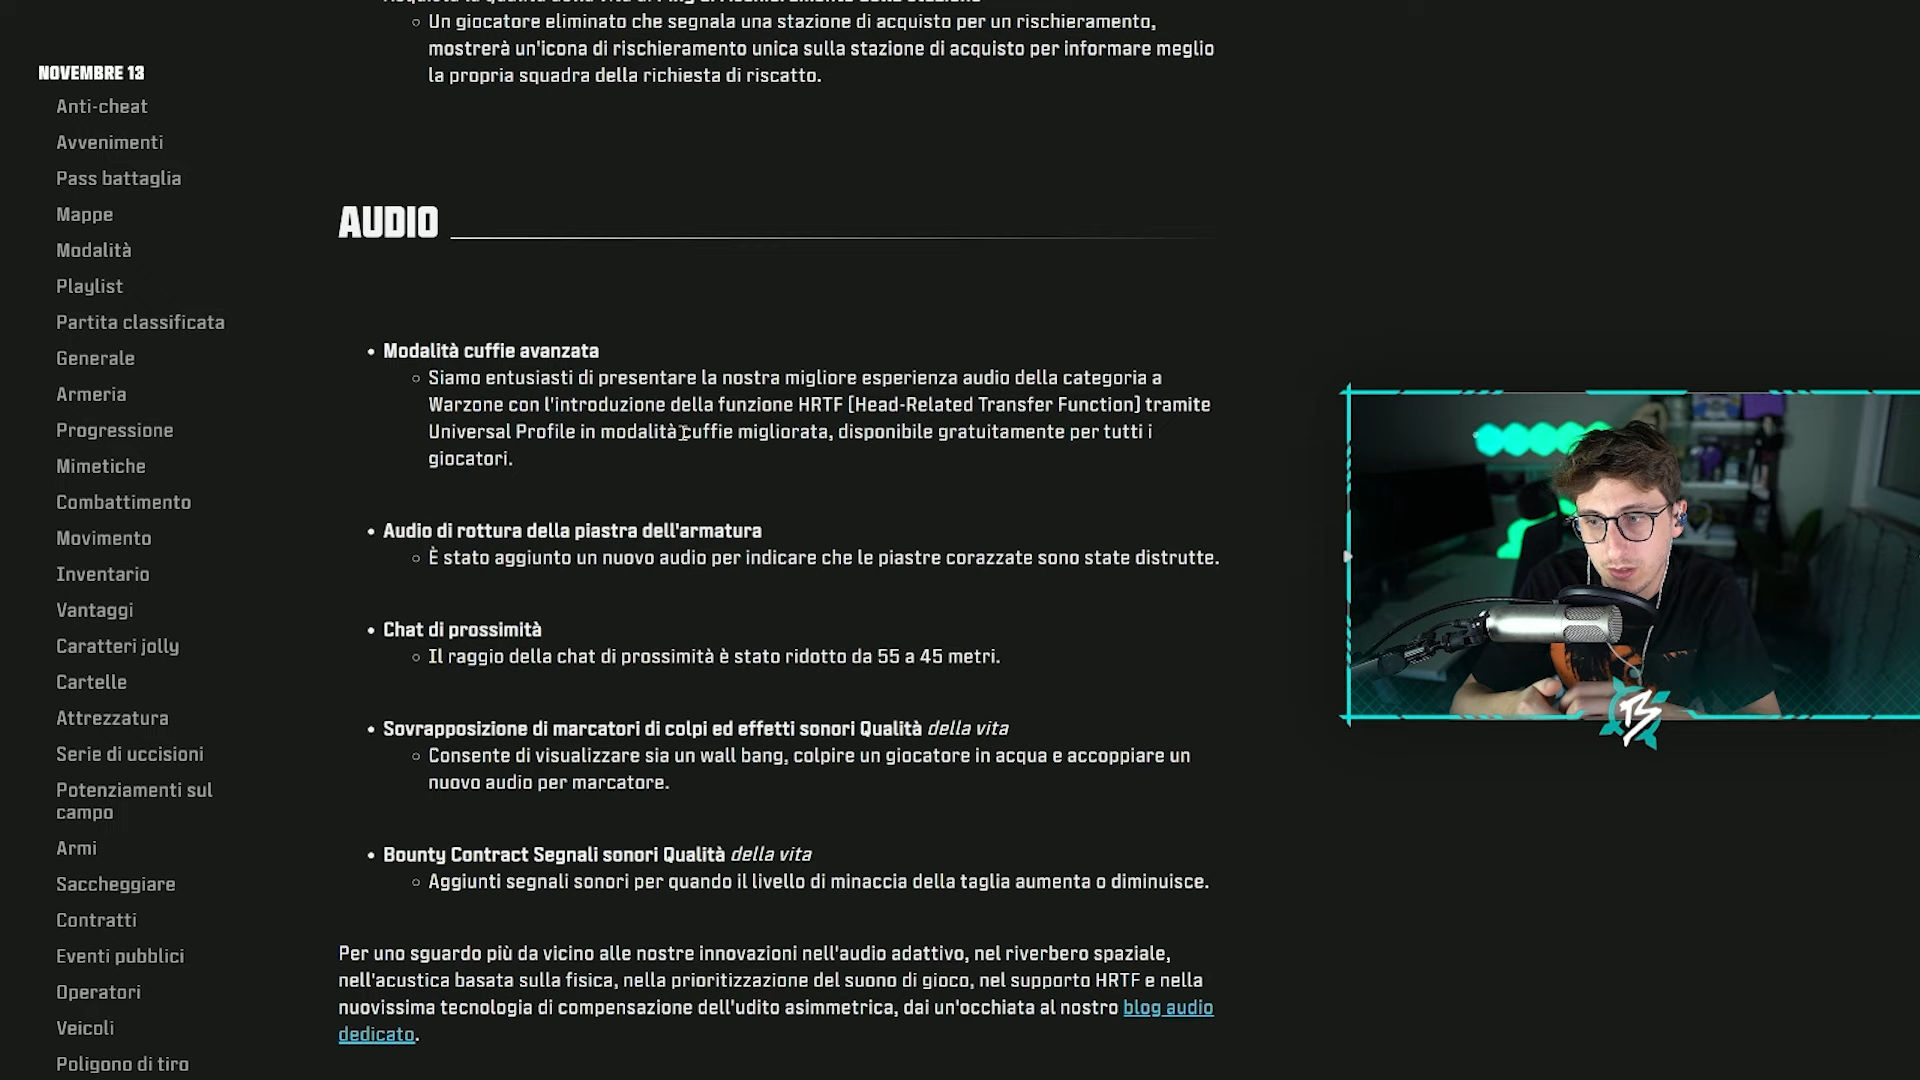 Un giocatore eliminato che segnala una stazione di acquisto per un rischieramento,
mostrerà un'icona di rischieramento unica sulla stazione di acquisto per informare meglio
la propria squadra della richiesta di riscatto.
NOVEMBRE 13
Anti-cheat
Avvenimenti
Pass battaglia
Mappe
Modalità
Playlist
Partita classificata
Generale
Armeria
Progressione
Mimetiche
Combattimento
Movimento
Inventario
Vantaggi
Caratteri jolly
Cartelle
Attrezzatura
Serie di uccisioni
Potenziamenti sul
campo
Armi
Saccheggiare
Contratti
Eventi pubblici
Operatori
Veicoli
Poligono di tiro
AUDIO
• Modalità cuffie avanzata
Siamo entusiasti di presentare la nostra migliore esperienza audio della categoria a
Warzone con l'introduzione della funzione HRTF (Head-Related Transfer Function) tramite
Universal Profile in modalità cuffie migliorata, disponibile gratuitamente per tutti i
giocatori.
• Audio di rottura della piastra dell'armatura
È stato aggiunto un nuovo audio per indicare che le piastre corazzate sono state distrutte.
• Chat di prossimità
Il raggio della chat di prossimità è stato ridotto da 55 a 45 metri.
• Sovrapposizione di marcatori di colpi ed effetti sonori Qualità della vita
Consente di visualizzare sia un wall bang, colpire un giocatore in acqua e accoppiare un
nuovo audio per marcatore.
• Bounty Contract Segnali sonori Qualità della vita
Aggiunti segnali sonori per quando il livello di minaccia della taglia aumenta o diminuisce.
Per uno sguardo più da vicino alle nostre innovazioni nell'audio adattivo, nel riverbero spaziale,
nell'acustica basata sulla fisica, nella prioritizzazione del suono di gioco, nel supporto HRTF e nella
nuovissima tecnologia di compensazione dell'udito asimmetrica, dai un'occhiata al nostro blog audio
dedicato.